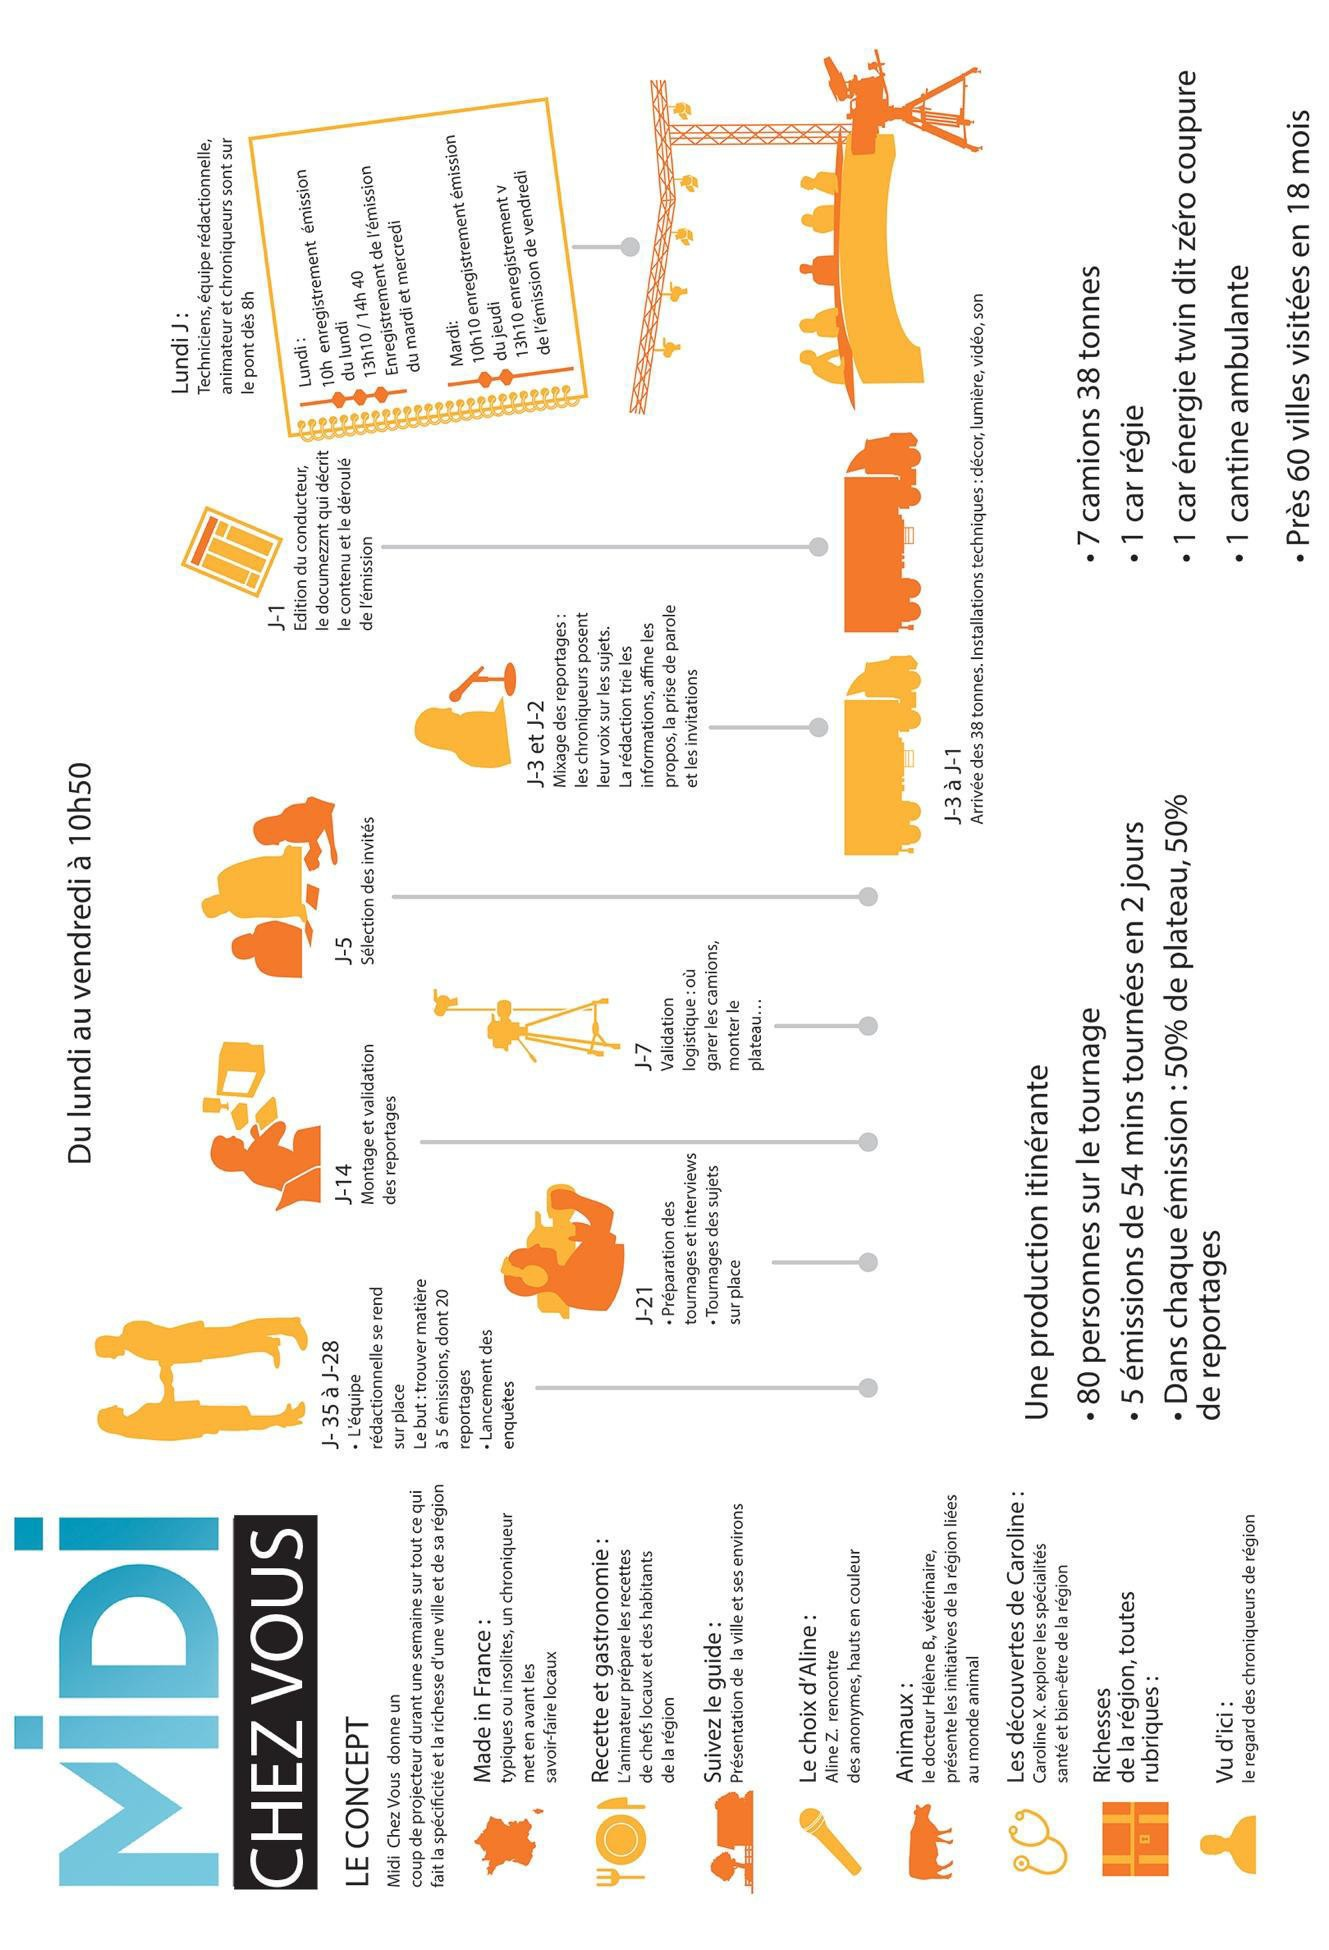 MiDi
CHEZ VOUS
LE CONCEPT
Midi Chez Vous donne un
coup de projecteur durant une semaine sur tout ce qui
fait la spécificité et la richesse d'une ville et de sa région
Made in France :
typiques ou insolites, un chroniqueur
met en avant les
savoir-faire locaux
Recette et gastronomie :
L'animateur prépare les recettes
de chefs locaux et des habitants
de la région
Suivez le guide :
Présentation de la ville et ses environs
Le choix d'Aline :
Aline Z. rencontre
des anonymes, hauts en couleur
Animaux :
le docteur Hélène B., vétérinaire,
présente les initiatives de la région liées
au monde animal
Les découvertes de Caroline :
Caroline X. explore les spécialités
santé et bien-être de la région
Richesses
de la région, toutes
rubriques :
Vu d'ici :
le regard des chroniqueurs de région
Du lundi au vendredi à 10h50
J- 35 à J-28
• L'équipe
rédactionnelle se rend
sur place
Le but : trouver matière
à 5 émissions, dont 20
reportages
• Lancement des
enquêtes
J-21
• Préparation des
tournages et interviews
• Tournages des sujets
sur place
J-14
Montage et validation
des reportages
J-7
Validation
logistique : où
garer les camions,
monter le
plateau…
J-5
Sélection des invités
J-3 et J-2
Mixage des reportages :
les chroniqueurs posent
leur voix sur les sujets.
La rédaction trie les
informations, affine les
propos, la prise de parole
et les invitations
J-3 à J-1
Arrivée des 38 tonnes. Installations techniques : décor, lumière, vidéo, son
J-1
Edition du conducteur,
le documezznt qui décrit
le contenu et le déroulé
de l'émission
Lundi J :
Techniciens, équipe rédactionnelle,
animateur et chroniqueurs sont sur
le pont dès 8h
Lundi :
10h enregistrement émission
du lundi
13h10 / 14h 40
Enregistrement de l'émission
du mardi et mercredi
Mardi:
10h10 enregistrement émission
du jeudi
13h10 enregistrement v
de l'émission de vendredi
Une production itinérante
• 80 personnes sur le tournage
• 5 émissions de 54 mins tournées en 2 jours
• Dans chaque émission : 50% de plateau, 50%
de reportages
• 7 camions 38 tonnes
• 1 car régie
• 1 car énergie twin dit zéro coupure
• 1 cantine ambulante
• Près 60 villes visitées en 18 mois